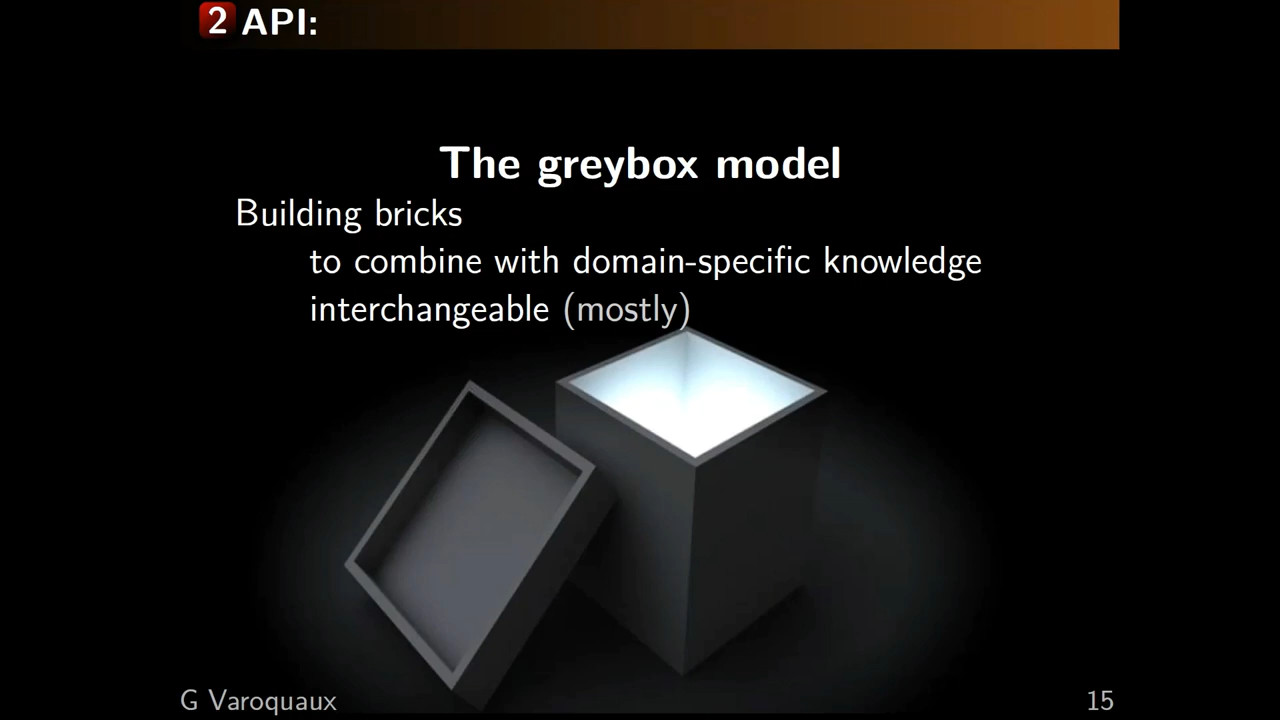 2 API:
The greybox model
Building bricks
to combine with domain-specific knowledge
interchangeable (mostly)
G Varoquaux
15